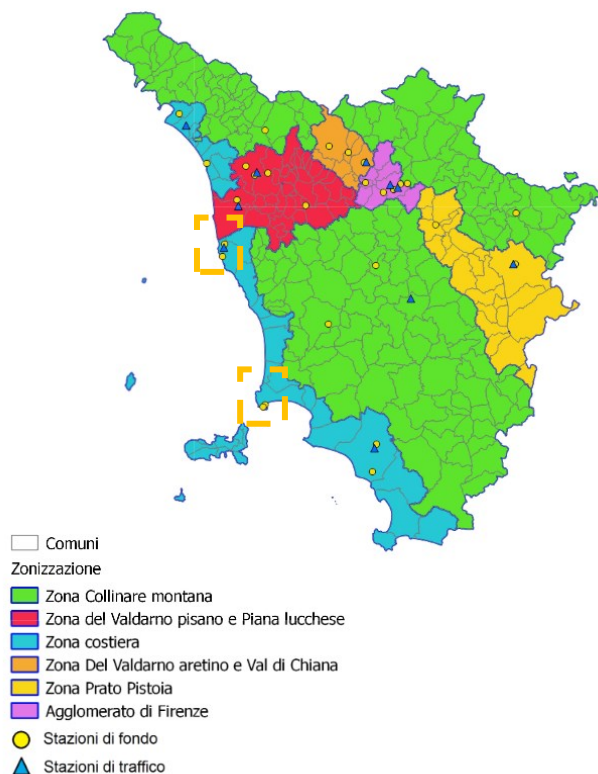 Comuni
Zonizzazione
Zona Collinare montana
Zona del Valdarno pisano e Piana lucchese
Zona costiera
Zona Del Valdarno aretino e Val di Chiana
Zona Prato Pistoia
Agglomerato di Firenze
Stazioni di fondo
Stazioni di traffico